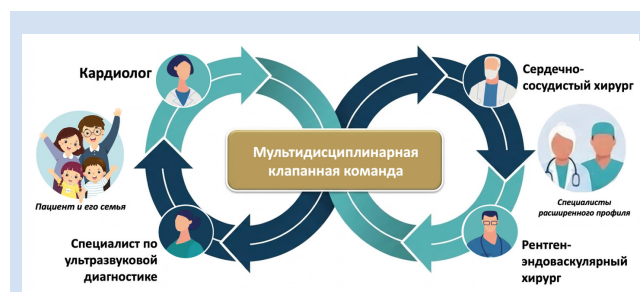 Кардиолог
Сердечно-
сосудистый хирург
Мультидисциплинарная
клапанная команда
Пациент и его семья
Специалисты
расширенного профиля
Специалист по
ультразвуковой
диагностике
Рентген-
эндоваскулярный
хирург